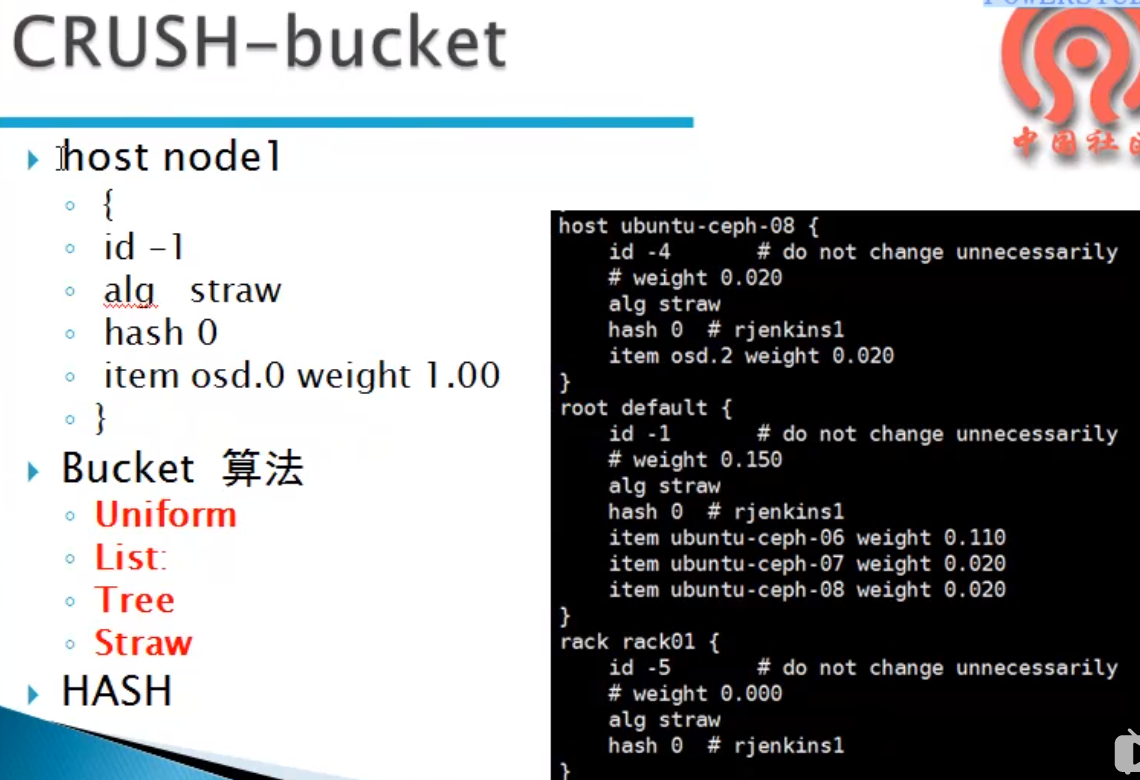 CRUSH-bucket
host node1
{
id -1
alg straw
hash 0
item osd.0 weight 1.00
}
Bucket 算法
Uniform
List:
Tree
Straw
HASH
host ubuntu-ceph-08 {
id -4 # do not change unnecessarily
# weight 0.020
alg straw
hash 0 # rjenkins1
item osd.2 weight 0.020
}
root default {
id -1 # do not change unnecessarily
# weight 0.150
alg straw
hash 0 # rjenkins1
item ubuntu-ceph-06 weight 0.110
item ubuntu-ceph-07 weight 0.020
item ubuntu-ceph-08 weight 0.020
}
rack rack01 {
id -5 # do not change unnecessarily
# weight 0.000
alg straw
hash 0 # rjenkins1
}
中国社